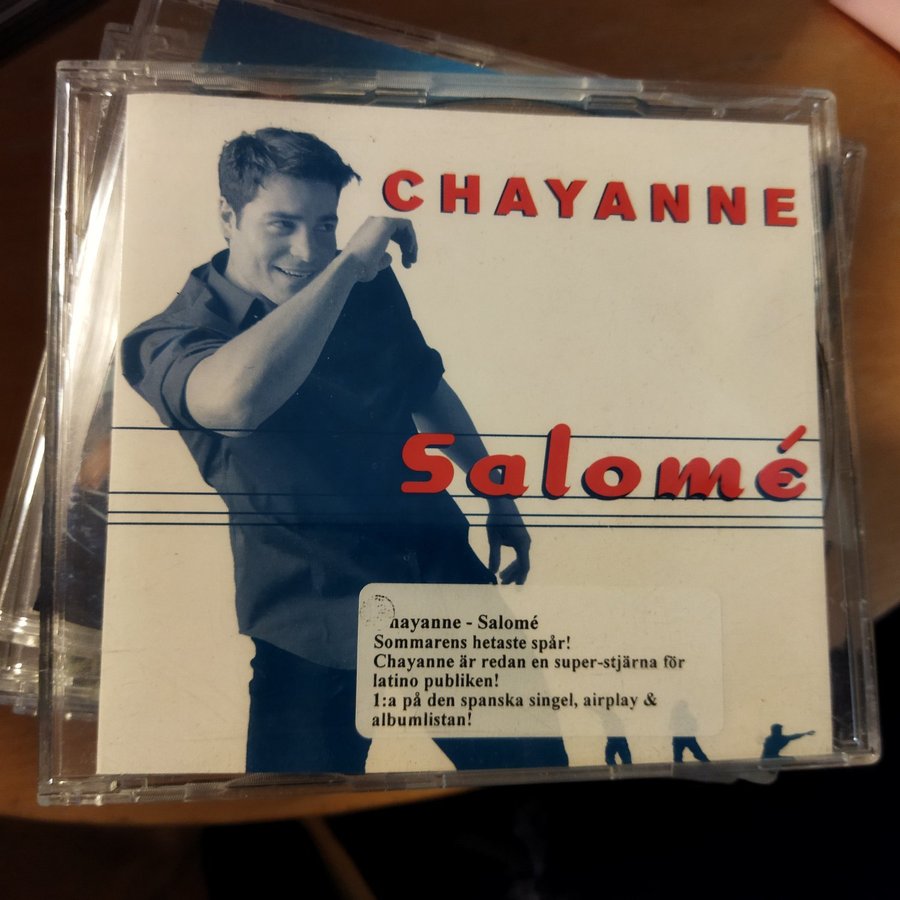 CHAYANNE
Salomé
hayanne - Salomé
Sommarens hetaste spår!
Chayanne är redan en super-stjärna för
latino publiken!
1:a på den spanska singel, airplay &
albumlistan!